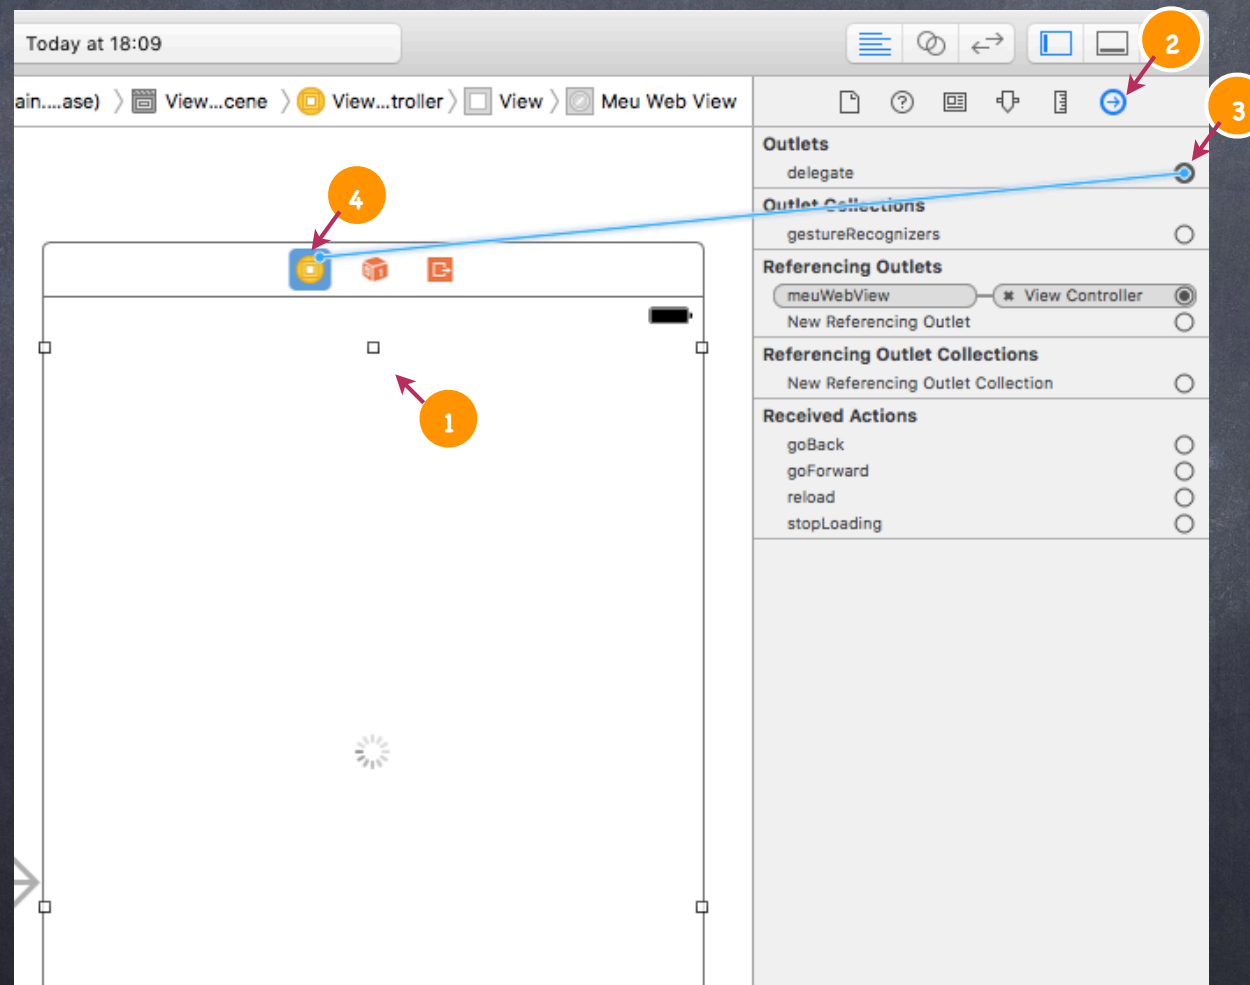 Today at 18:09
2
ain....ase) 〉 View...cene 〉 View...troller 〉 View 〉 Meu Web View
3
Outlets
delegate
4
Outlet Collections
gestureRecognizers
Referencing Outlets
meuWebView ✖ View Controller
New Referencing Outlet
Referencing Outlet Collections
New Referencing Outlet Collection
1
Received Actions
goBack
goForward
reload
stopLoading